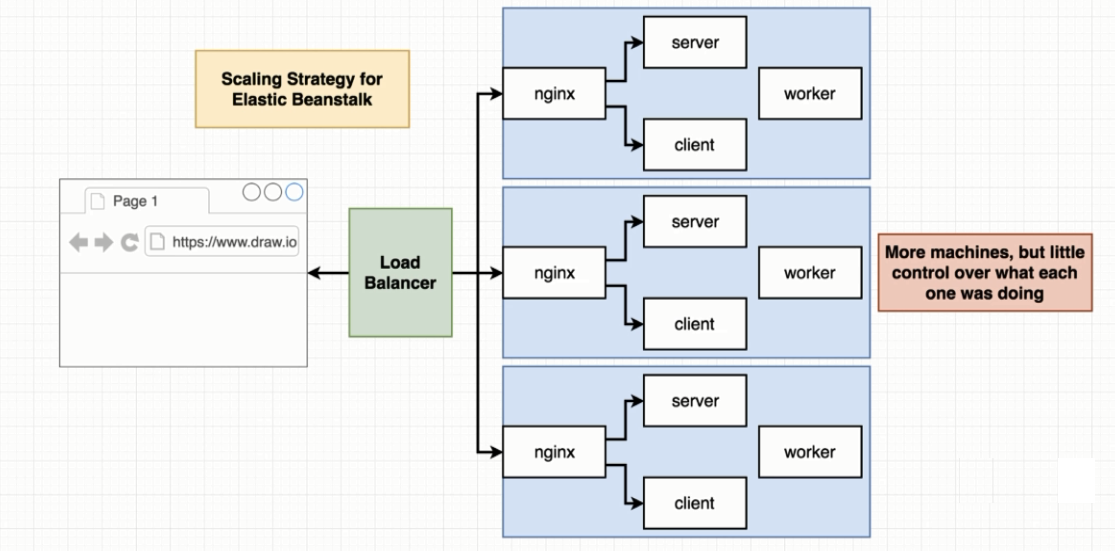 Scaling Strategy for
Elastic Beanstalk
Page 1
https://www.draw.io
Load
Balancer
nginx
server
client
worker
nginx
server
client
worker
nginx
server
client
worker
More machines, but little
control over what each
one was doing